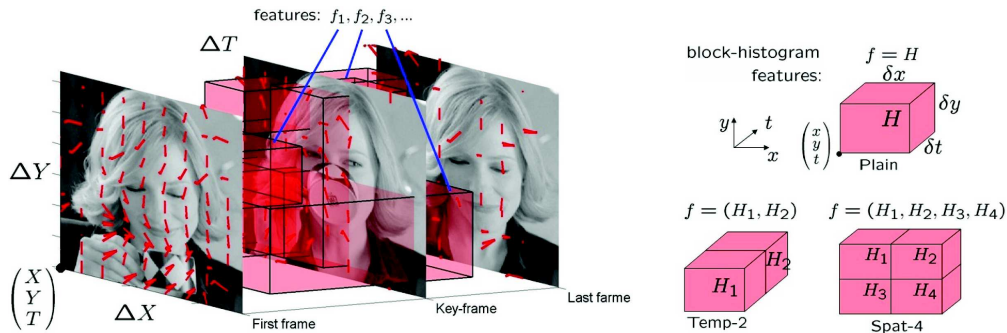 features: f₁, f₂, f₃, ...
ΔT
ΔY
(X Y T)
ΔX
First frame
Key-frame
Last farme
block-histogram
features:
f = H
δx
δy
δt
H
y
t
x
(x y t)
Plain
f = (H₁, H₂)
H₁
H₂
Temp-2
f = (H₁, H₂, H₃, H₄)
H₁ H₂
H₃ H₄
Spat-4